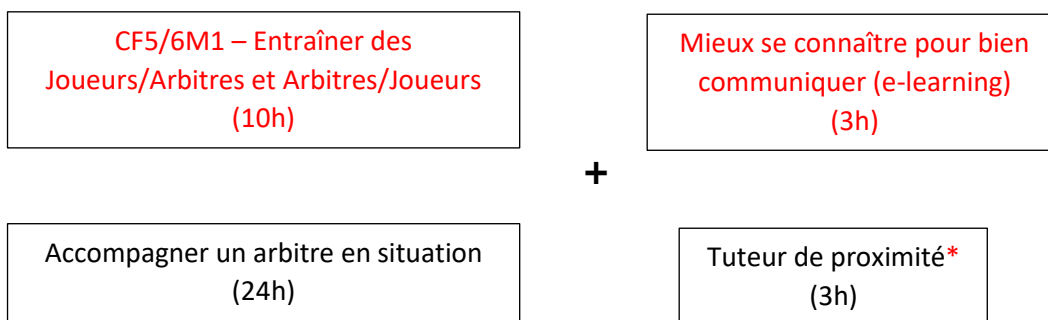 CF5/6M1 – Entraîner des
Joueurs/Arbitres et Arbitres/Joueurs
(10h)
Mieux se connaître pour bien
communiquer (e-learning)
(3h)
+
Accompagner un arbitre en situation
(24h)
Tuteur de proximité*
(3h)